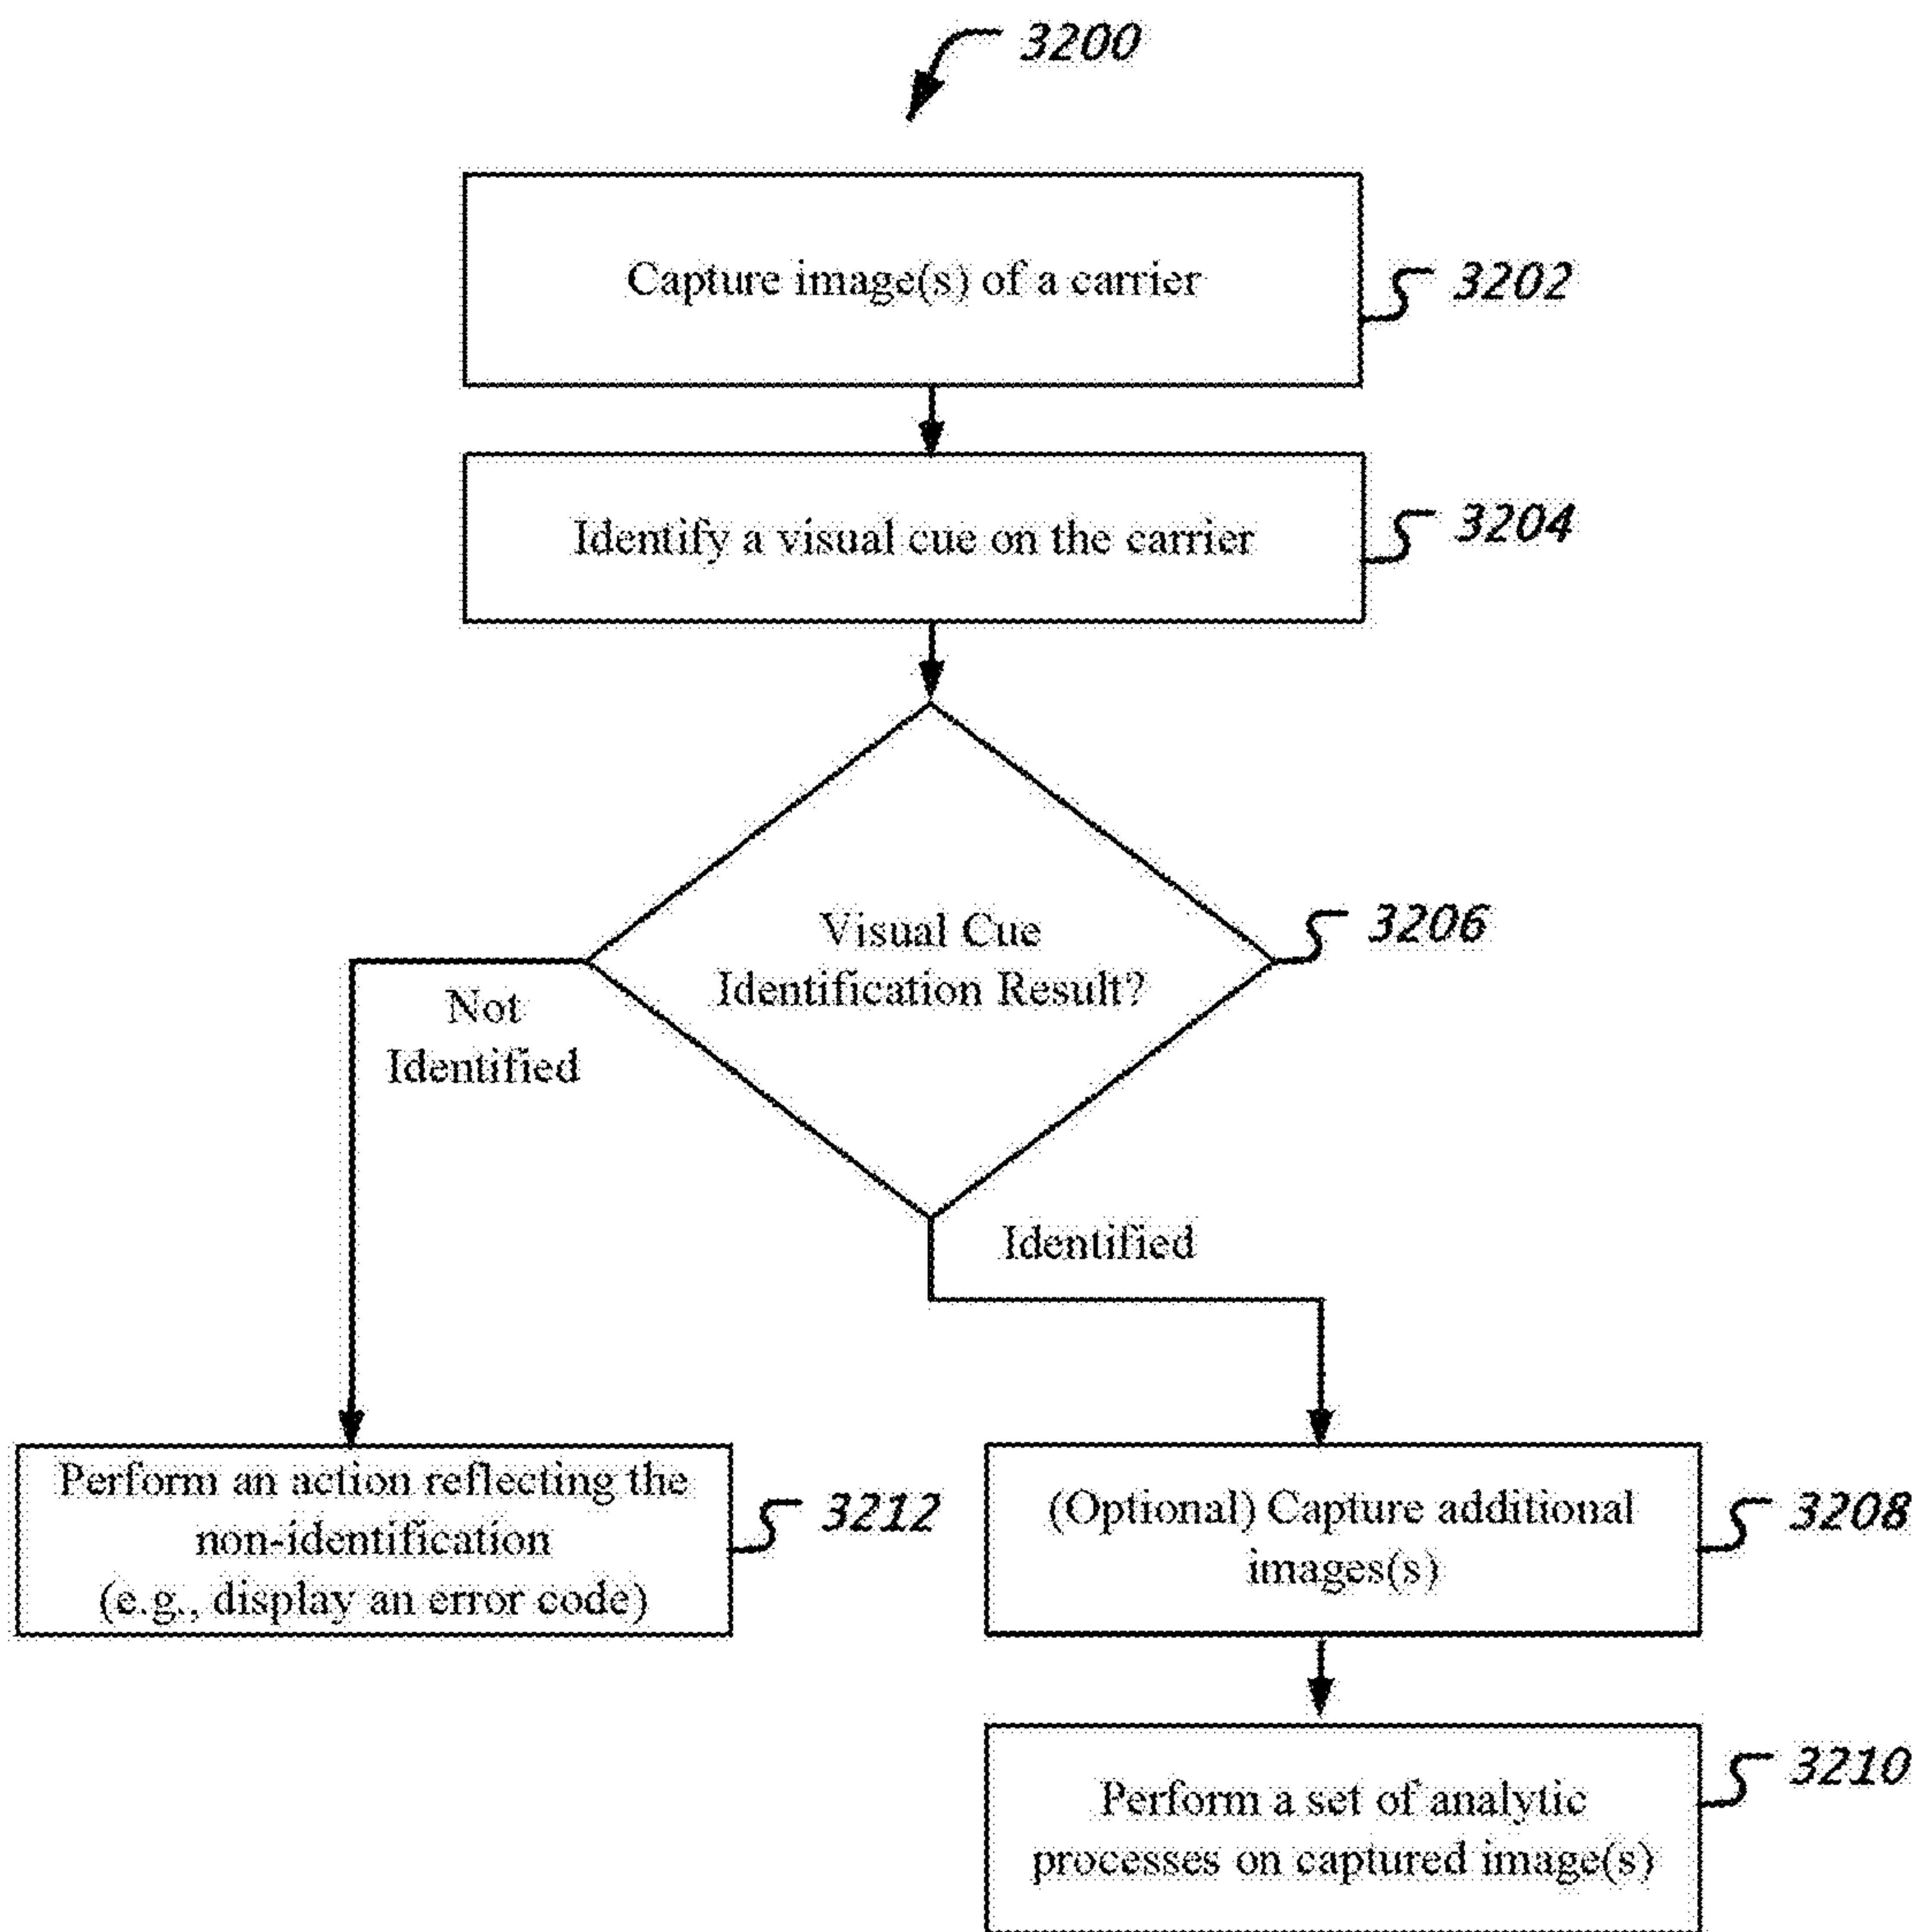 3200
Capture image(s) of a carrier
3202
Identify a visual cue on the carrier
3204
Visual Cue
Identification Result?
3206
Not
Identified
Identified
Perform an action reflecting the
non-identification
(e.g., display an error code)
3212
(Optional) Capture additional
images(s)
3208
Perform a set of analytic
processes on captured image(s)
3210